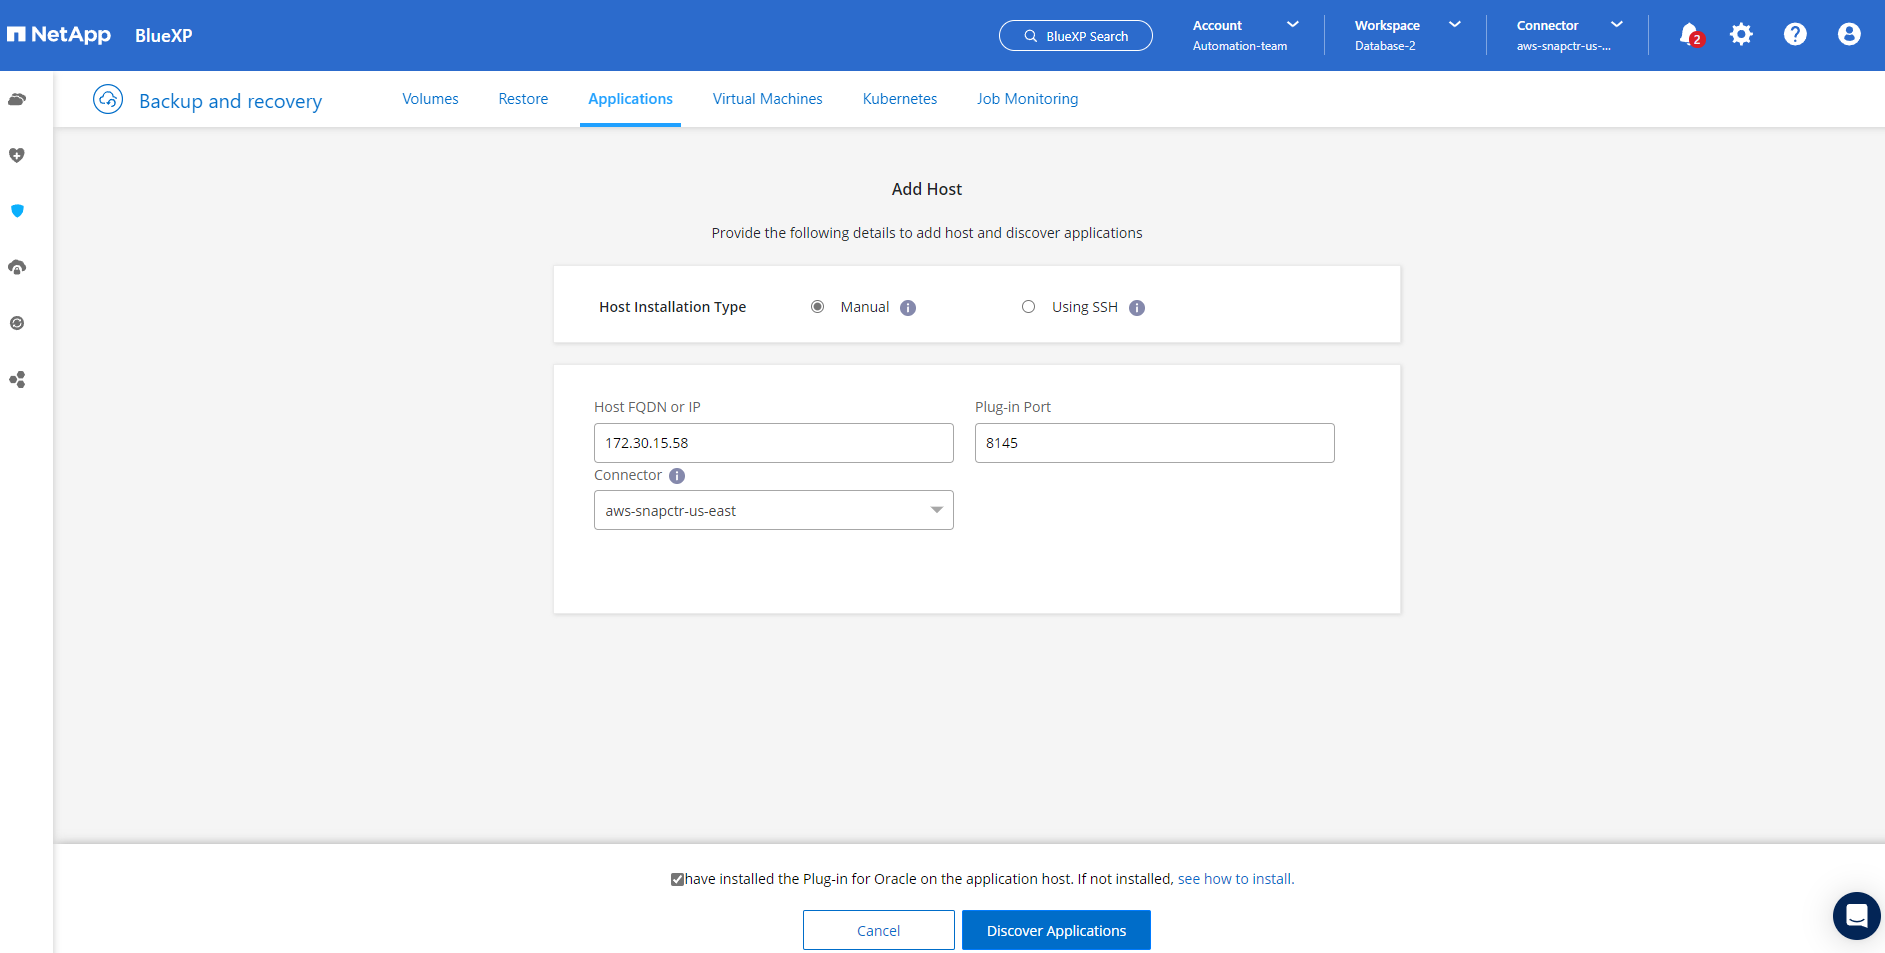 NetApp BlueXP
BlueXP Search
Account
Automation-team
Workspace
Database-2
Connector
aws-snapctr-us-...
2
Backup and recovery
Volumes Restore Applications Virtual Machines Kubernetes Job Monitoring
Add Host
Provide the following details to add host and discover applications
Host Installation Type Manual Using SSH
Host FQDN or IP
172.30.15.58
Plug-in Port
8145
Connector
aws-snapctr-us-east
have installed the Plug-in for Oracle on the application host. If not installed, see how to install.
Cancel Discover Applications